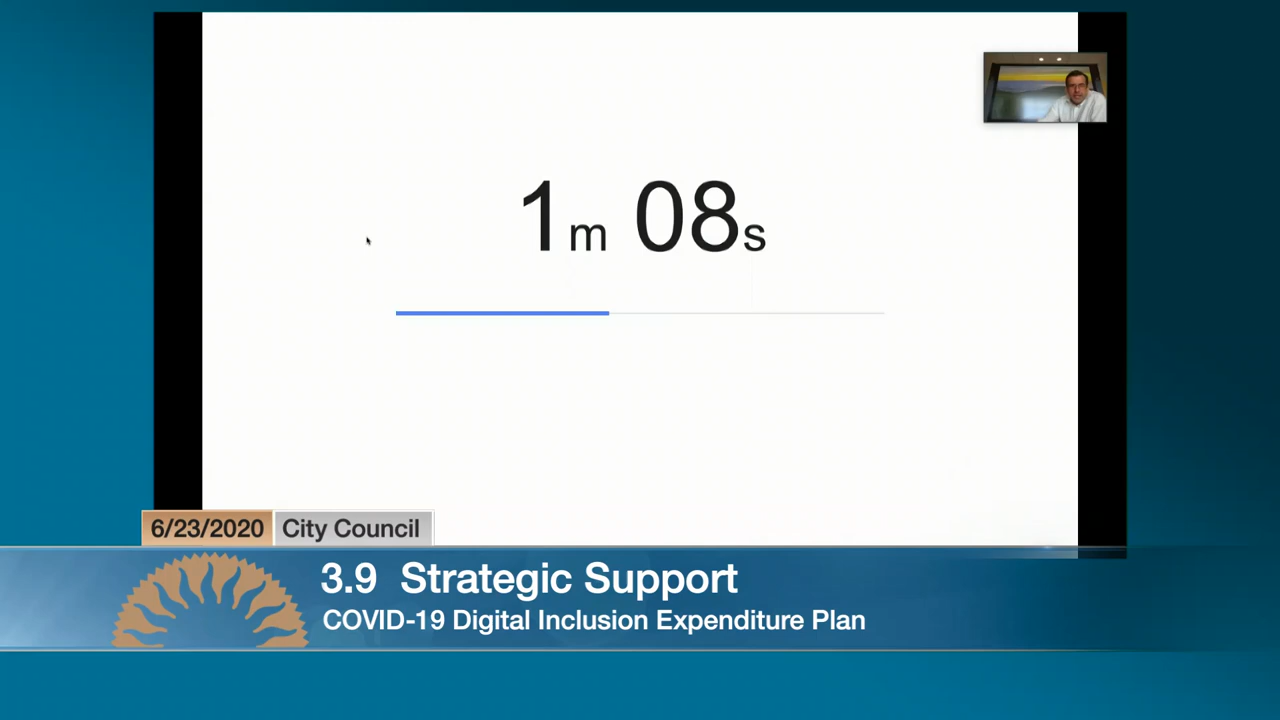 1m 08s
6/23/2020 City Council
3.9 Strategic Support
COVID-19 Digital Inclusion Expenditure Plan